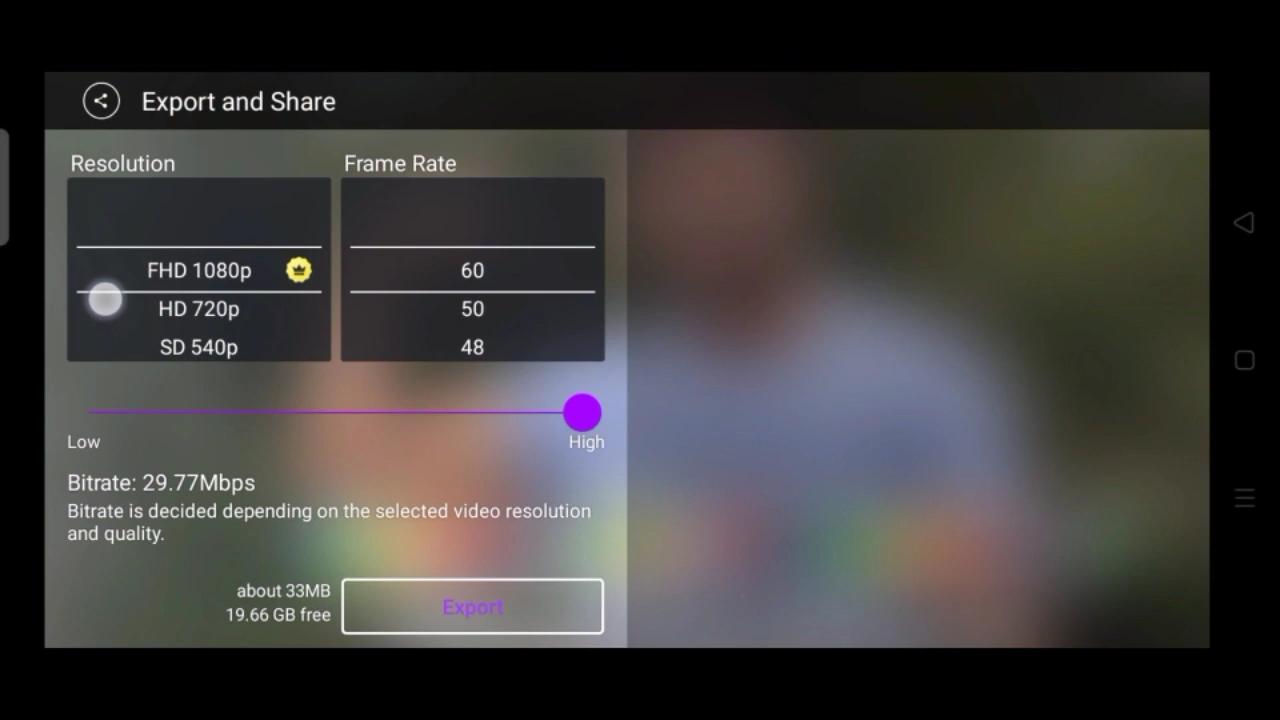 Export and Share
Resolution
Frame Rate
FHD 1080p
60
HD 720p
50
SD 540p
48
Low
High
Bitrate: 29.77Mbps
Bitrate is decided depending on the selected video resolution
and quality.
about 33MB
19.66 GB free
Export